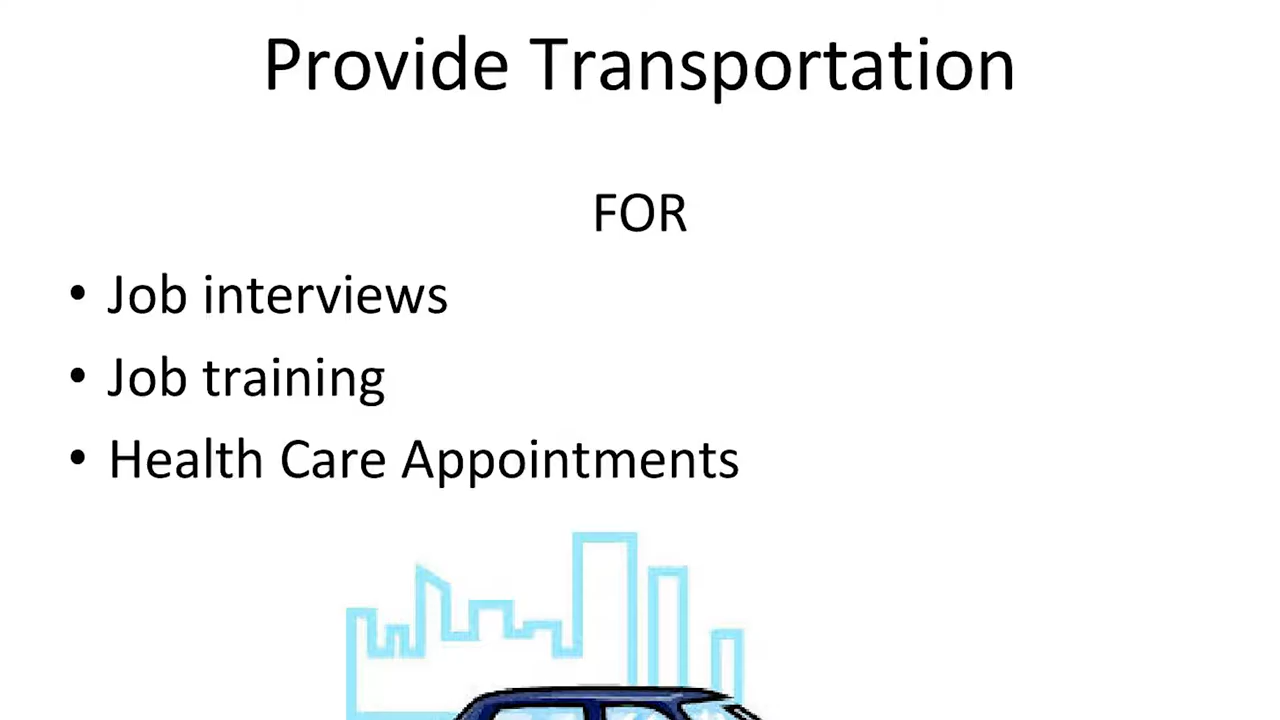 Provide Transportation
FOR
• Job interviews
• Job training
• Health Care Appointments